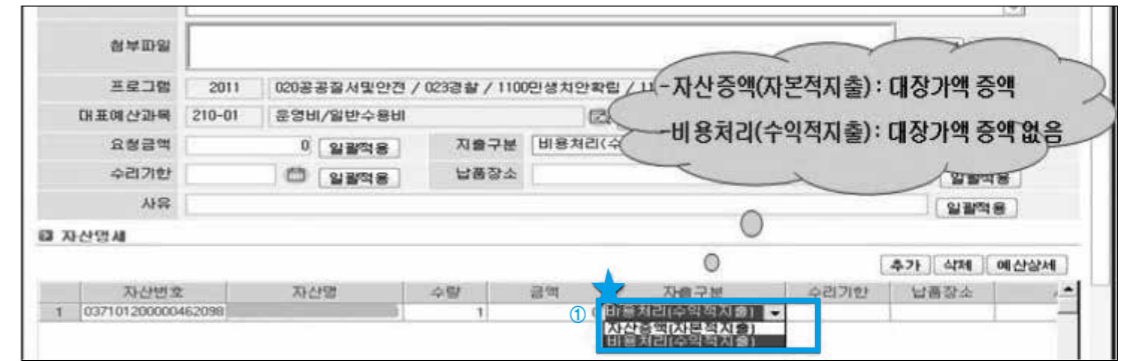 첨부파일
프로그램 2011 020공공질서및안전 / 023경찰 / 1100민생치안확립 / 11
-자산증액(자본적지출) : 대장가액 증액
대표예산과목 210-01 운영비/일반수용비
-비용처리(수익적지출) : 대장가액 증액 없음
요청금액 0 일괄적용 지출구분 비용처리(수
수리기한 일괄적용 납품장소 일괄적용
사유 일괄적용
자산명세
추가 삭제 예산상세
자산번호 자산명 수량 금액 지출구분 수리기한 납품장소
1 037101200000462098 1 ① 비용처리(수익적지출)
자산증액(자본적지출)
비용처리(수익적지출)